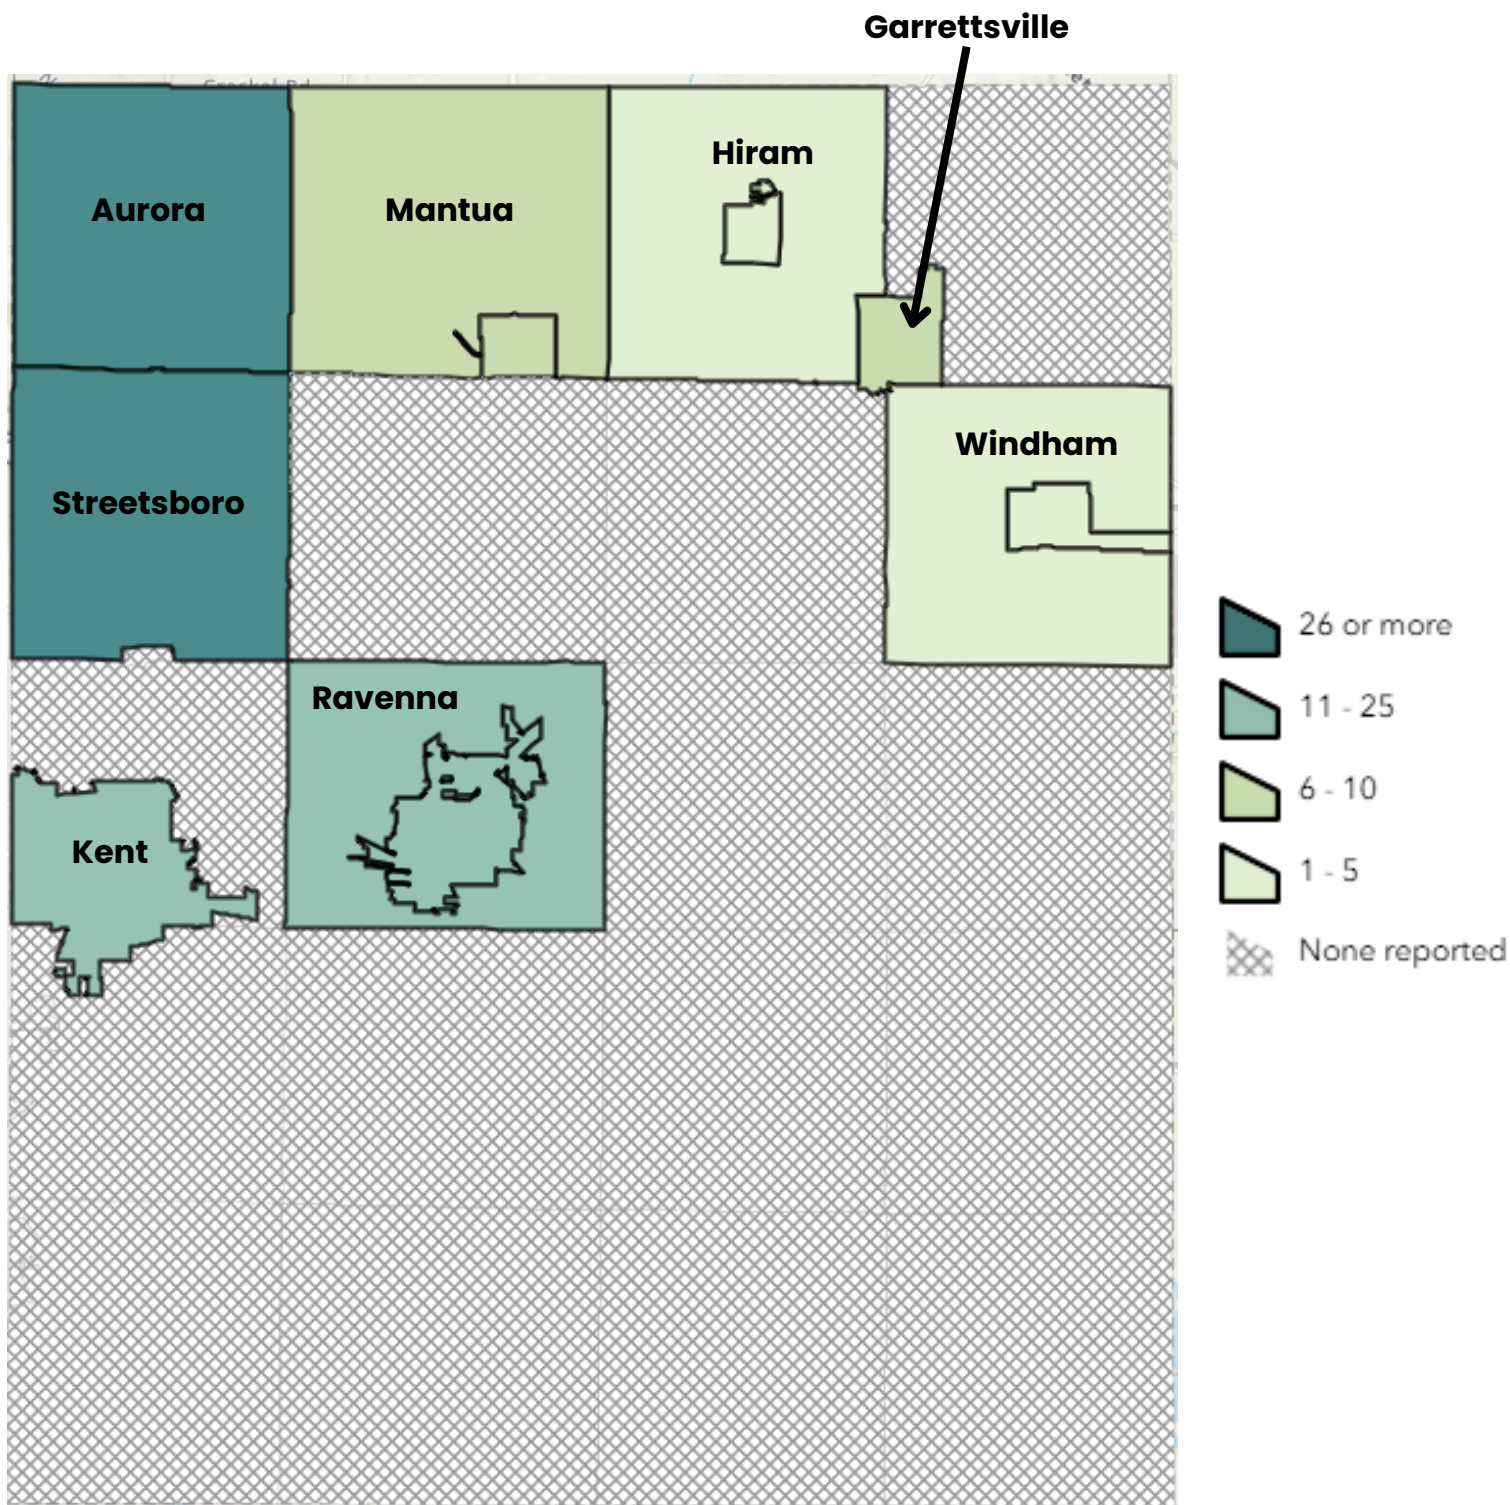 Garrettsville
Hiram
Aurora
Mantua
Windham
Streetsboro
Ravenna
Kent
26 or more
11 - 25
6 - 10
1 - 5
None reported